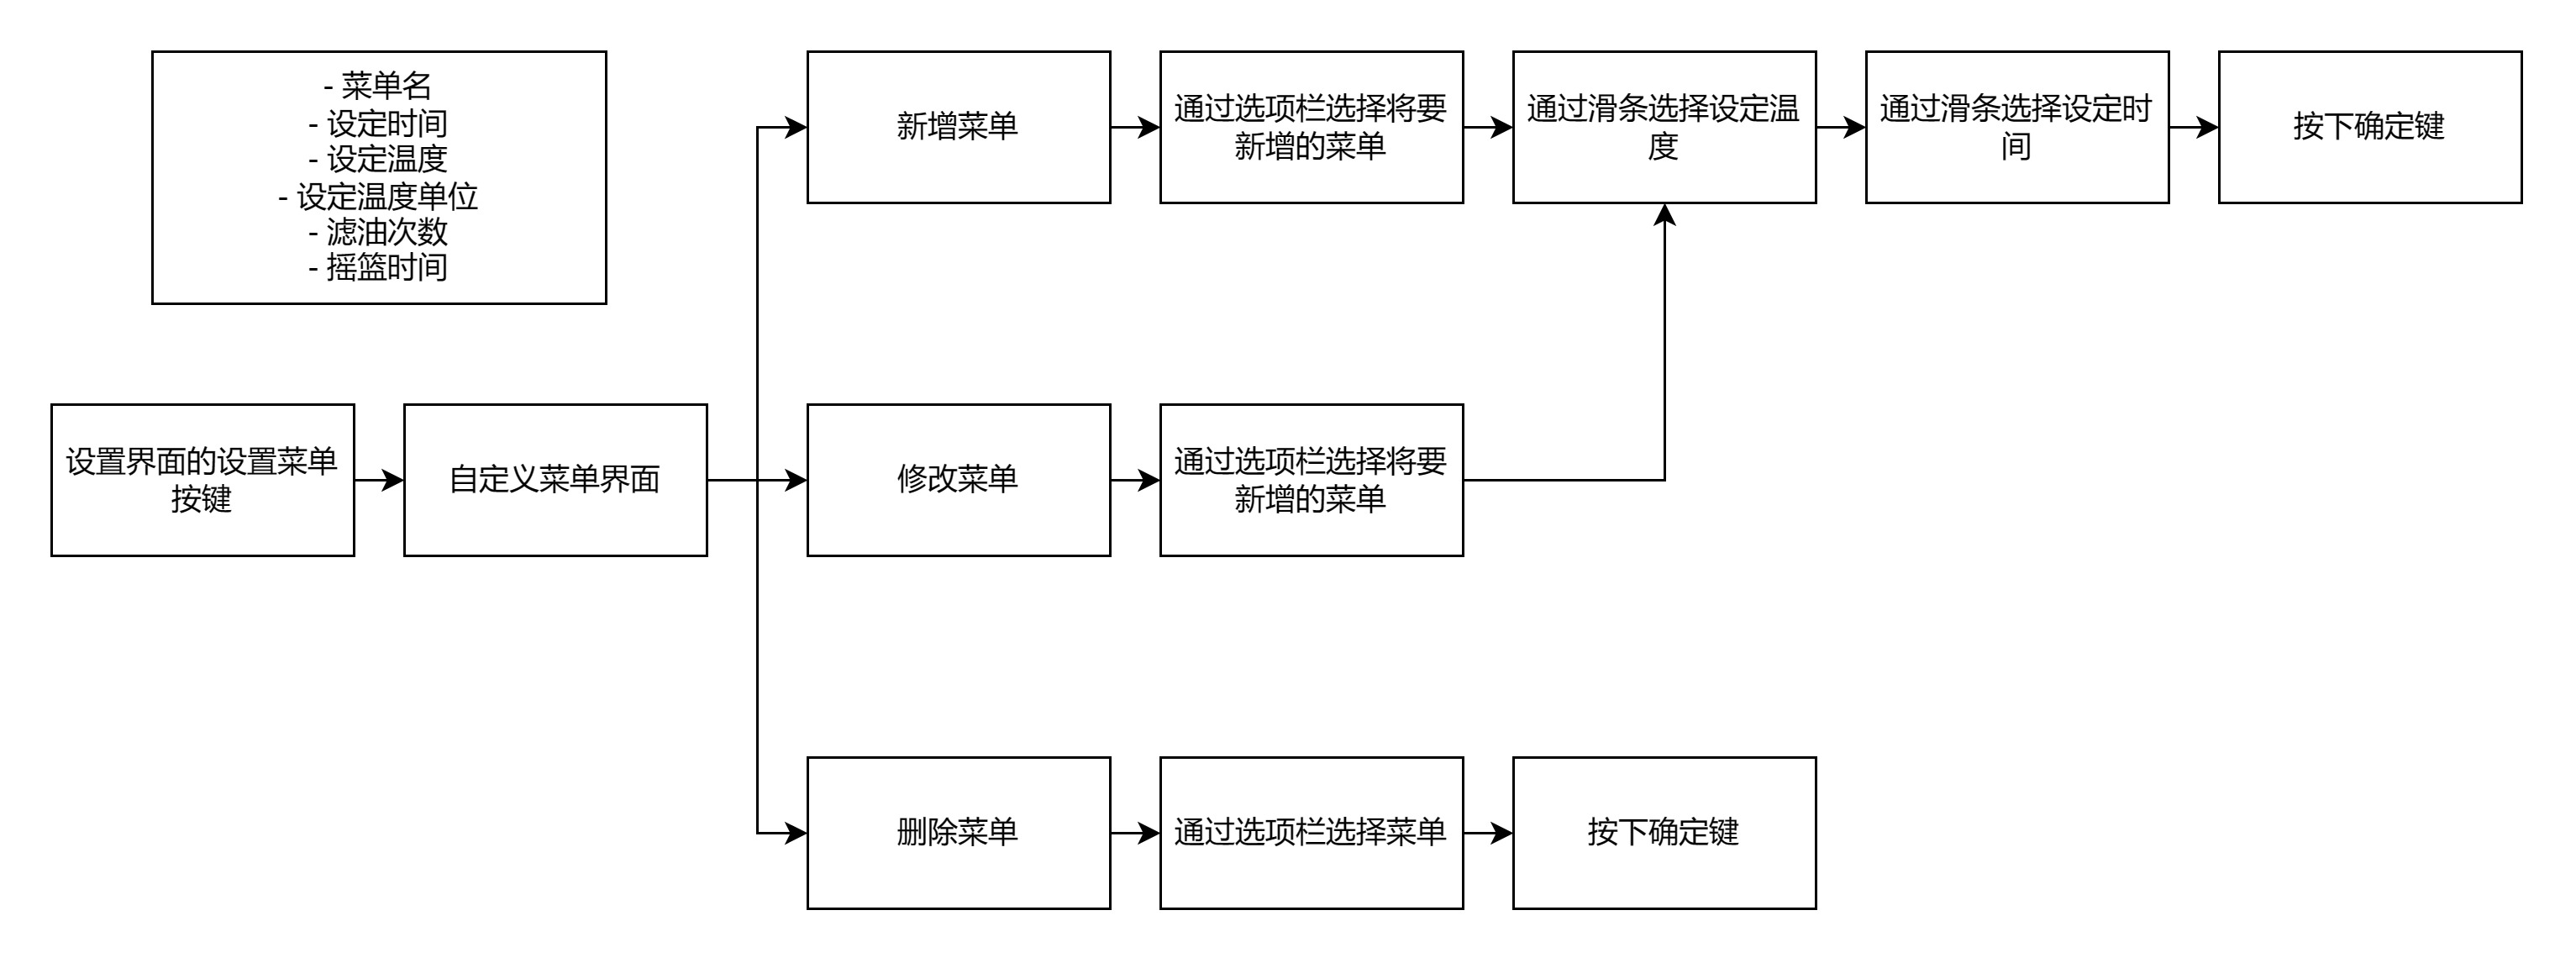 - 菜单名
- 设定时间
- 设定温度
- 设定温度单位
- 滤油次数
- 摇篮时间
新增菜单
通过选项栏选择将要
新增的菜单
通过滑条选择设定温
度
通过滑条选择设定时
间
按下确定键
设置界面的设置菜单
按键
自定义菜单界面
修改菜单
通过选项栏选择将要
新增的菜单
删除菜单
通过选项栏选择菜单
按下确定键